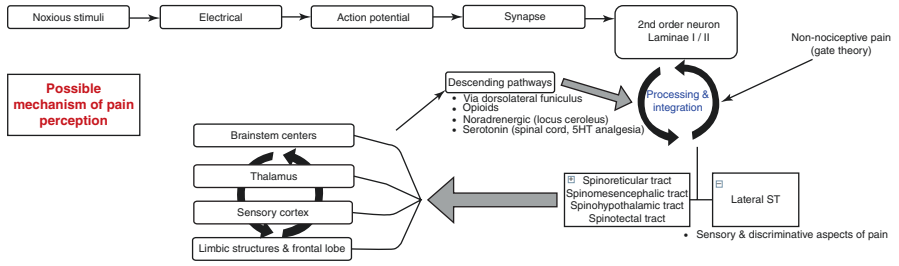 Noxious stimuli
Electrical
Action potential
Synapse
2nd order neuron
Laminae I / II
Non-nociceptive pain
(gate theory)
Possible
mechanism of pain
perception
Descending pathways
• Via dorsolateral funiculus
• Opioids
• Noradrenergic (locus ceroleus)
• Serotonin (spinal cord, 5HT analgesia)
Processing &
integration
Brainstem centers
Thalamus
Sensory cortex
Limbic structures & frontal lobe
+ Spinoreticular tract
Spinomesencephalic tract
Spinohypothalamic tract
Spinotectal tract
−
Lateral ST
• Sensory & discriminative aspects of pain